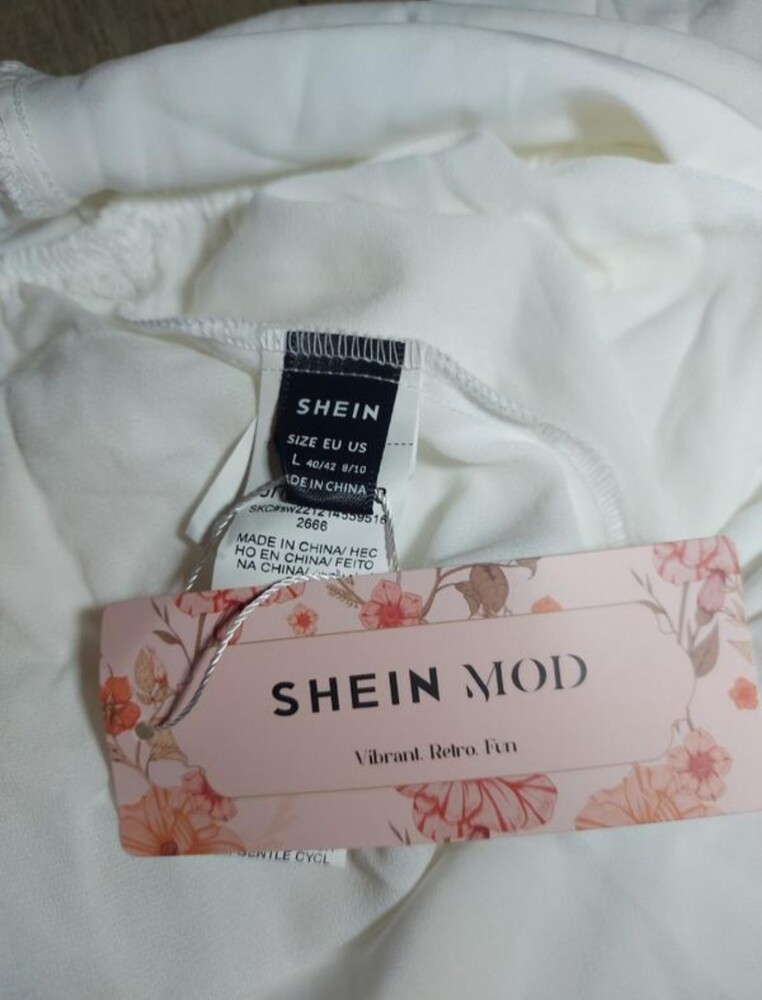 SHEIN
SIZE EU US
L 40/42 8/10
DE IN CHINA
2666
MADE IN CHINA/ HEC
HO EN CHINA/ FEITO
NA CHINA/
SHEIN MOD
Vibrant. Retro. Fun
GENTLE CYCL